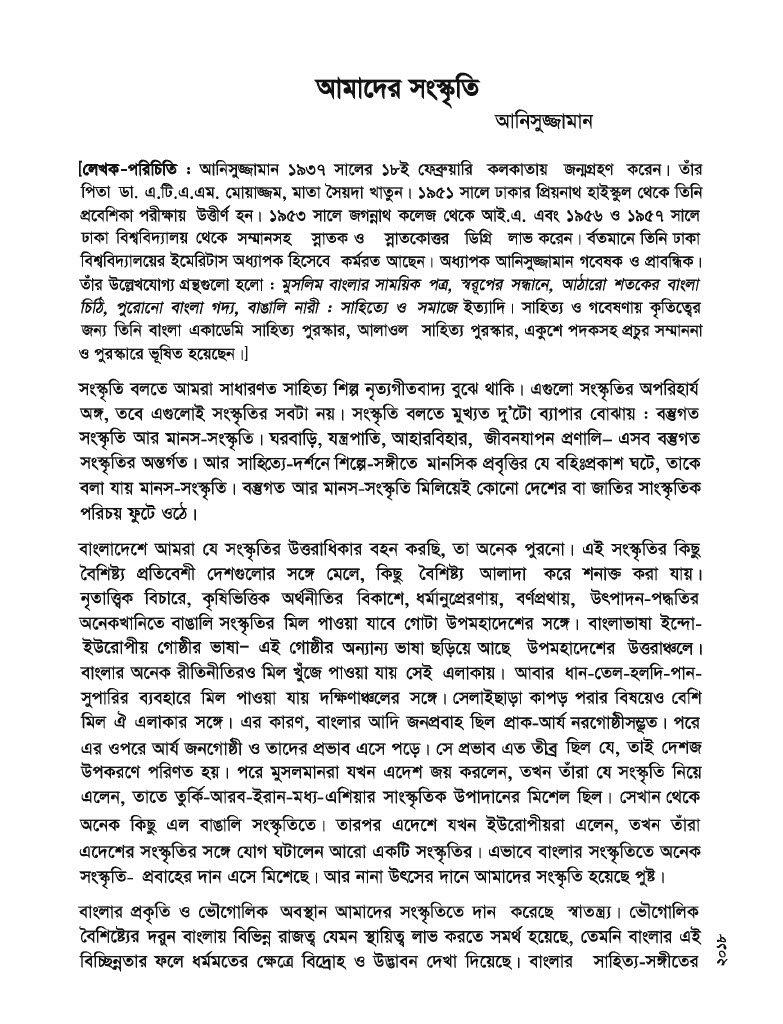 আমাদের সংস্কৃতি
আনিসুজ্জামান
[লেখক-পরিচিতি : আনিসুজ্জামান ১৯৩৭ সালের ১৮ই ফেব্রুয়ারি কলকাতায় জন্মগ্রহণ করেন। তাঁর
পিতা ডা. এ.টি.এ.এম. মোয়াজ্জম, মাতা সৈয়দা খাতুন। ১৯৫১ সালে ঢাকার প্রিয়নাথ হাইস্কুল থেকে তিনি
প্রবেশিকা পরীক্ষায় উত্তীর্ণ হন। ১৯৫৩ সালে জগন্নাথ কলেজ থেকে আই.এ. এবং ১৯৫৬ ও ১৯৫৭ সালে
ঢাকা বিশ্ববিদ্যালয় থেকে সম্মানসহ স্নাতক ও স্নাতকোত্তর ডিগ্রি লাভ করেন। র্বতমানে তিনি ঢাকা
বিশ্ববিদ্যালয়ের ইমেরিটাস অধ্যাপক হিসেবে কর্মরত আছেন। অধ্যাপক আনিসুজ্জামান গবেষক ও প্রাবন্ধিক।
তাঁর উল্লেখযোগ্য গ্রন্থগুলো হলো : মুসলিম বাংলার সাময়িক পত্র, স্বরূপের সন্ধানে, আঠারো শতকের বাংলা
চিঠি, পুরোনো বাংলা গদ্য, বাঙালি নারী : সাহিত্যে ও সমাজে ইত্যাদি। সাহিত্য ও গবেষণায় কৃতিত্বের
জন্য তিনি বাংলা একাডেমি সাহিত্য পুরস্কার, আলাওল সাহিত্য পুরস্কার, একুশে পদকসহ প্রচুর সম্মাননা
ও পুরস্কারে ভূষিত হয়েছেন।]
সংস্কৃতি বলতে আমরা সাধারণত সাহিত্য শিল্প নৃত্যগীতবাদ্য বুঝে থাকি। এগুলো সংস্কৃতির অপরিহার্য
অঙ্গ, তবে এগুলোই সংস্কৃতির সবটা নয়। সংস্কৃতি বলতে মুখ্যত দু'টো ব্যাপার বোঝায় : বস্তুগত
সংস্কৃতি আর মানস-সংস্কৃতি। ঘরবাড়ি, যন্ত্রপাতি, আহারবিহার, জীবনযাপন প্রণালি– এসব বস্তুগত
সংস্কৃতির অন্তর্গত। আর সাহিত্যে-দর্শনে শিল্পে-সঙ্গীতে মানসিক প্রবৃত্তির যে বহিঃপ্রকাশ ঘটে, তাকে
বলা যায় মানস-সংস্কৃতি। বস্তুগত আর মানস-সংস্কৃতি মিলিয়েই কোনো দেশের বা জাতির সাংস্কৃতিক
পরিচয় ফুটে ওঠে।
বাংলাদেশে আমরা যে সংস্কৃতির উত্তরাধিকার বহন করছি, তা অনেক পুরনো। এই সংস্কৃতির কিছু
বৈশিষ্ট্য প্রতিবেশী দেশগুলোর সঙ্গে মেলে, কিছু বৈশিষ্ট্য আলাদা করে শনাক্ত করা যায়।
নৃতাত্ত্বিক বিচারে, কৃষিভিত্তিক অর্থনীতির বিকাশে, ধর্মানুপ্রেরণায়, বর্ণপ্রথায়, উৎপাদন-পদ্ধতির
অনেকখানিতে বাঙালি সংস্কৃতির মিল পাওয়া যাবে গোটা উপমহাদেশের সঙ্গে। বাংলাভাষা ইন্দো-
ইউরোপীয় গোষ্ঠীর ভাষা– এই গোষ্ঠীর অন্যান্য ভাষা ছড়িয়ে আছে উপমহাদেশের উত্তরাঞ্চলে।
বাংলার অনেক রীতিনীতিরও মিল খুঁজে পাওয়া যায় সেই এলাকায়। আবার ধান-তেল-হলদি-পান-
সুপারির ব্যবহারে মিল পাওয়া যায় দক্ষিণাঞ্চলের সঙ্গে। সেলাইছাড়া কাপড় পরার বিষয়েও বেশি
মিল ঐ এলাকার সঙ্গে। এর কারণ, বাংলার আদি জনপ্রবাহ ছিল প্রাক-আর্য নরগোষ্ঠীসম্ভূত। পরে
এর ওপরে আর্য জনগোষ্ঠী ও তাদের প্রভাব এসে পড়ে। সে প্রভাব এত তীব্র ছিল যে, তাই দেশজ
উপকরণে পরিণত হয়। পরে মুসলমানরা যখন এদেশ জয় করলেন, তখন তাঁরা যে সংস্কৃতি নিয়ে
এলেন, তাতে তুর্কি-আরব-ইরান-মধ্য-এশিয়ার সাংস্কৃতিক উপাদানের মিশেল ছিল। সেখান থেকে
অনেক কিছু এল বাঙালি সংস্কৃতিতে। তারপর এদেশে যখন ইউরোপীয়রা এলেন, তখন তাঁরা
এদেশের সংস্কৃতির সঙ্গে যোগ ঘটালেন আরো একটি সংস্কৃতির। এভাবে বাংলার সংস্কৃতিতে অনেক
সংস্কৃতি- প্রবাহের দান এসে মিশেছে। আর নানা উৎসের দানে আমাদের সংস্কৃতি হয়েছে পুষ্ট।
বাংলার প্রকৃতি ও ভৌগোলিক অবস্থান আমাদের সংস্কৃতিতে দান করেছে স্বাতন্ত্র্য। ভৌগোলিক
বৈশিষ্ট্যের দরুন বাংলায় বিভিন্ন রাজত্ব যেমন স্থায়িত্ব লাভ করতে সমর্থ হয়েছে, তেমনি বাংলার এই
বিচ্ছিন্নতার ফলে ধর্মমতের ক্ষেত্রে বিদ্রোহ ও উদ্ভাবন দেখা দিয়েছে। বাংলার সাহিত্য-সঙ্গীতের
২০১৮